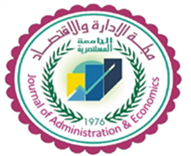 مجلة الإدارة والاقتصاد
الجامعة
المستنصرية
1976
Journal of Administration & Economics